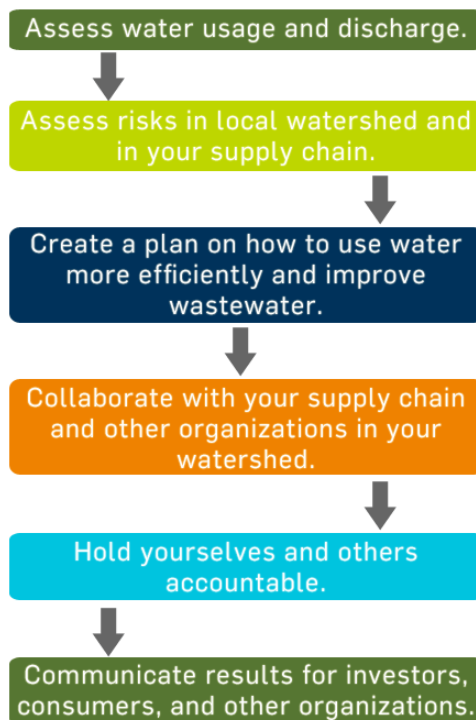 Assess water usage and discharge.
Assess risks in local watershed and
in your supply chain.
Create a plan on how to use water
more efficiently and improve
wastewater.
Collaborate with your supply chain
and other organizations in your
watershed.
Hold yourselves and others
accountable.
Communicate results for investors,
consumers, and other organizations.